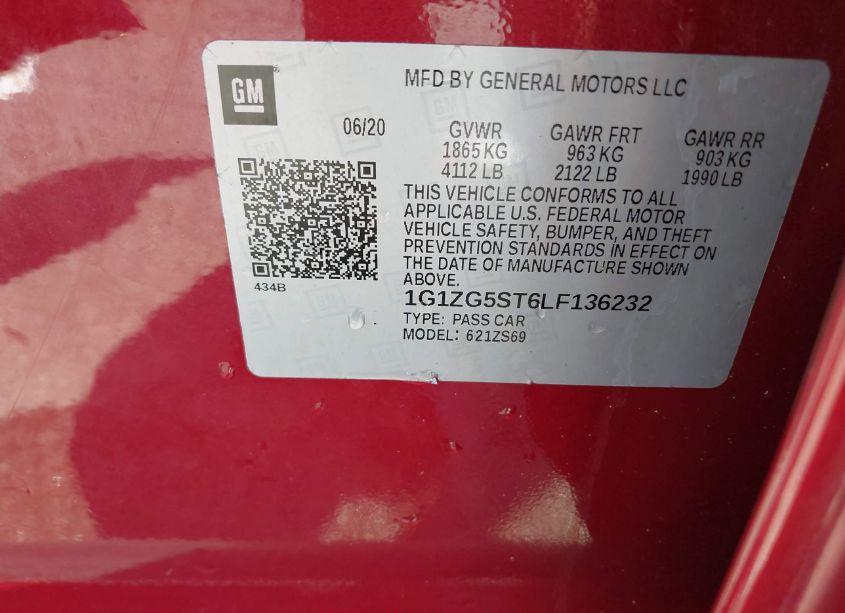 GM
MFD BY GENERAL MOTORS LLC
06/20
GVWR GAWR FRT GAWR RR
1865 KG 963 KG 903 KG
4112 LB 2122 LB 1990 LB
THIS VEHICLE CONFORMS TO ALL
APPLICABLE U.S. FEDERAL MOTOR
VEHICLE SAFETY, BUMPER, AND THEFT
PREVENTION STANDARDS IN EFFECT ON
THE DATE OF MANUFACTURE SHOWN
ABOVE.
434B
1G1ZG5ST6LF136232
TYPE: PASS CAR
MODEL: 621ZS69